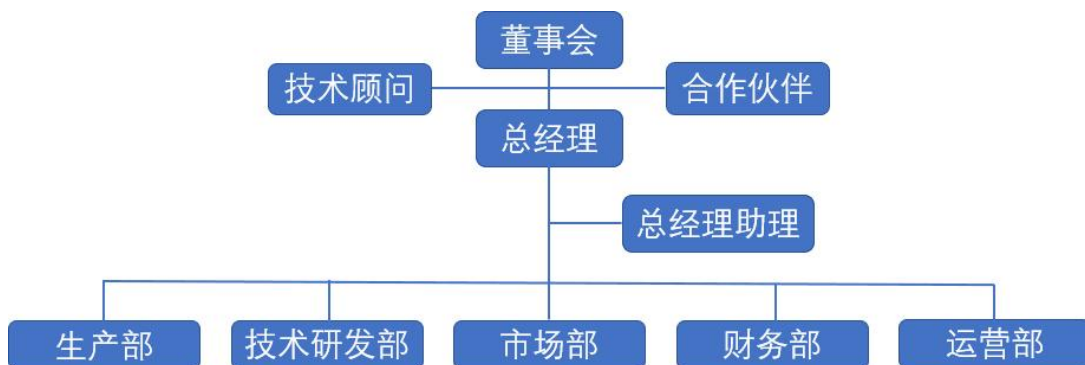 董事会
技术顾问
合作伙伴
总经理
总经理助理
生产部
技术研发部
市场部
财务部
运营部